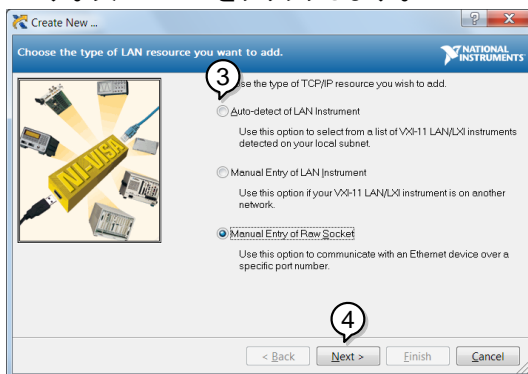 Create New ...
Choose the type of LAN resource you want to add.
NATIONAL
INSTRUMENTS
3
se the type of TCP/IP resource you wish to add.
Auto-detect of LAN Instrument
Use this option to select from a list of VXI-11 LAN/LXI instruments
detected on your local subnet.
Manual Entry of LAN Instrument
Use this option if your VXI-11 LAN/LXI instrument is on another
network.
Manual Entry of Raw Socket
Use this option to communicate with an Ethernet device over a
specific port number.
NI-VISA
4
< Back
Next >
Finish
Cancel